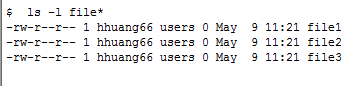 $  ls -l file*
-rw-r--r-- 1 hhuang66 users 0 May  9 11:21 file1
-rw-r--r-- 1 hhuang66 users 0 May  9 11:21 file2
-rw-r--r-- 1 hhuang66 users 0 May  9 11:21 file3